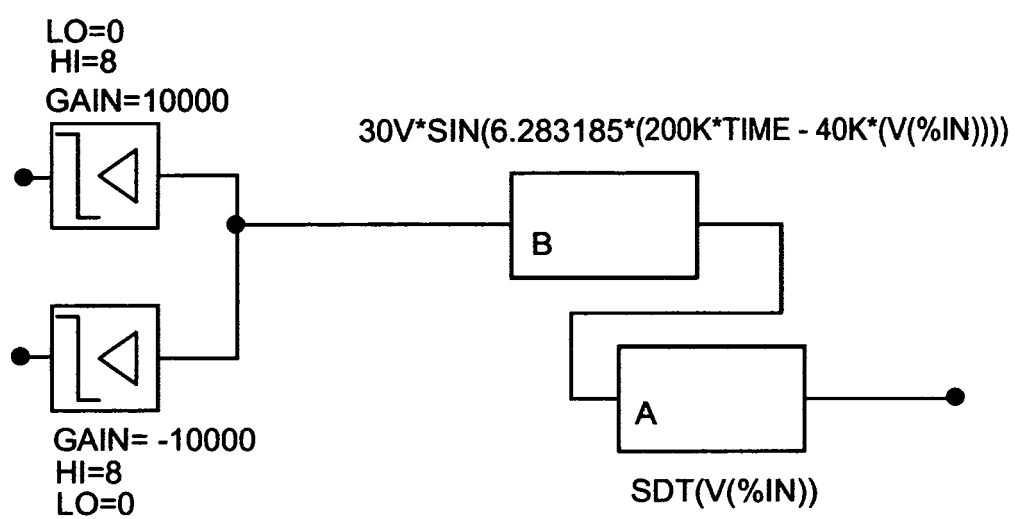 LO=0
HI=8
GAIN=10000
30V*SIN(6.283185*(200K*TIME - 40K*(V(%IN))))
B
A
GAIN= -10000
HI=8
LO=0
SDT(V(%IN))